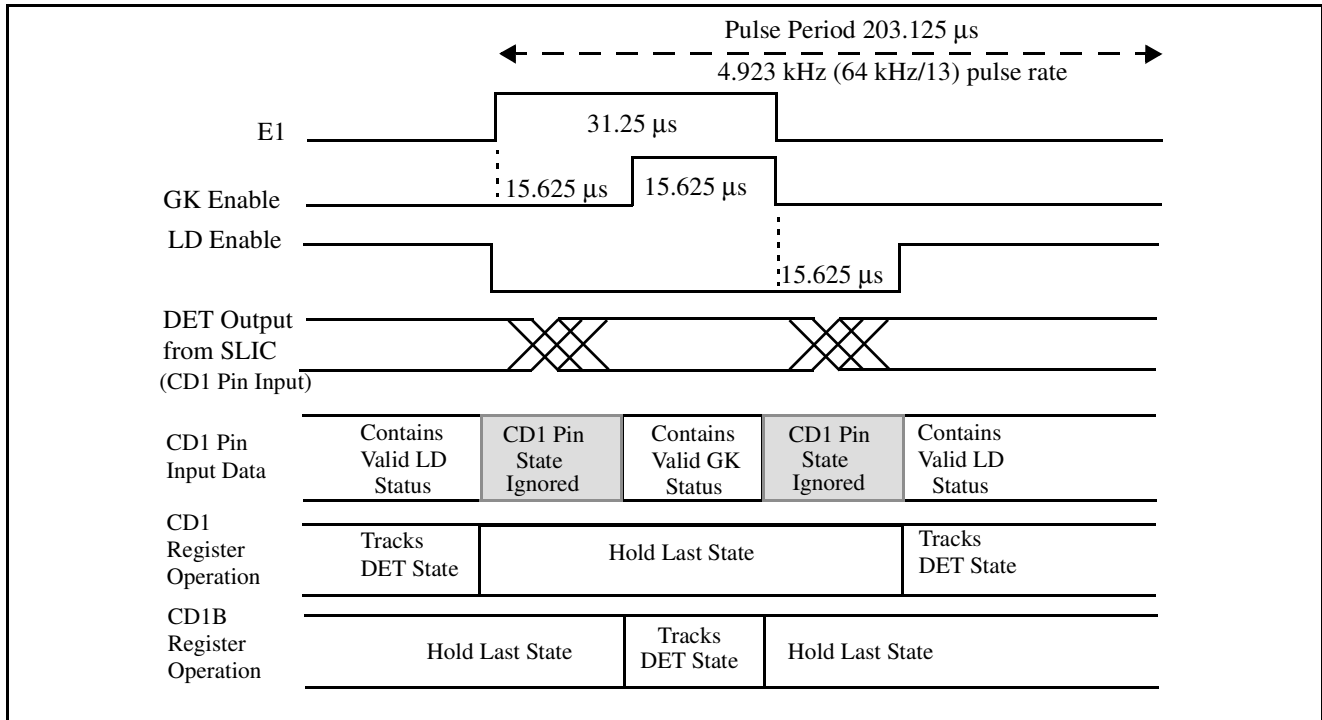 Pulse Period 203.125 µs
4.923 kHz (64 kHz/13) pulse rate
E1
31.25 µs
GK Enable
15.625 µs
15.625 µs
LD Enable
15.625 µs
DET Output
from SLIC
(CD1 Pin Input)
CD1 Pin
Input Data
Contains
Valid LD
Status
CD1 Pin
State
Ignored
Contains
Valid GK
Status
CD1 Pin
State
Ignored
Contains
Valid LD
Status
CD1
Register
Operation
Tracks
DET State
Hold Last State
Tracks
DET State
CD1B
Register
Operation
Hold Last State
Tracks
DET State
Hold Last State